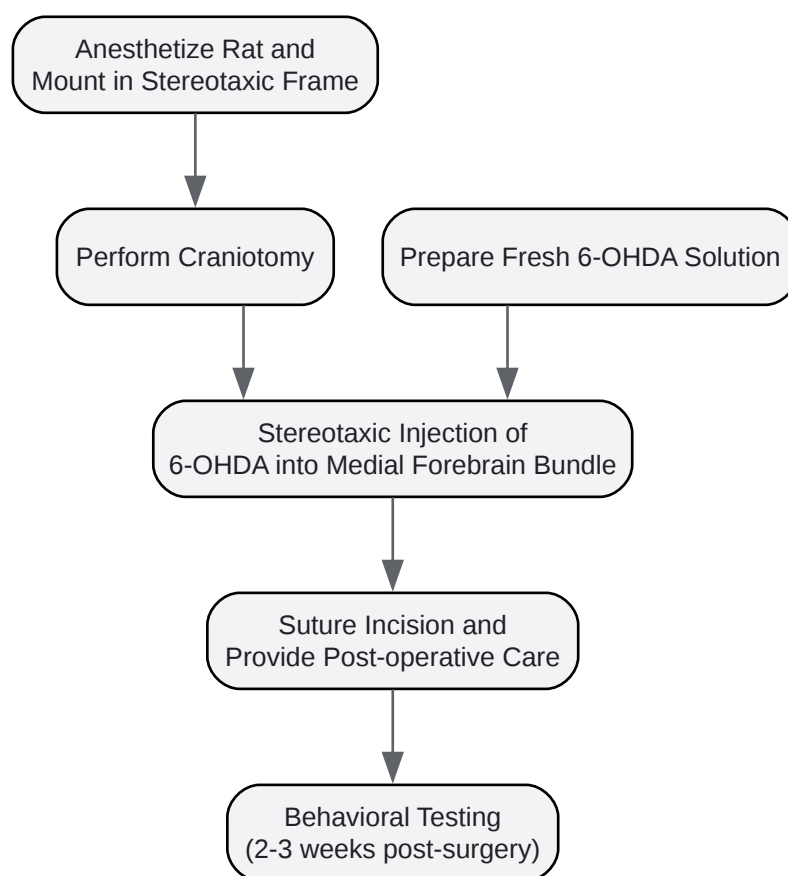 Anesthetize Rat and
Mount in Stereotaxic Frame
Perform Craniotomy
Prepare Fresh 6-OHDA Solution
Stereotaxic Injection of
6-OHDA into Medial Forebrain Bundle
Suture Incision and
Provide Post-operative Care
Behavioral Testing
(2-3 weeks post-surgery)